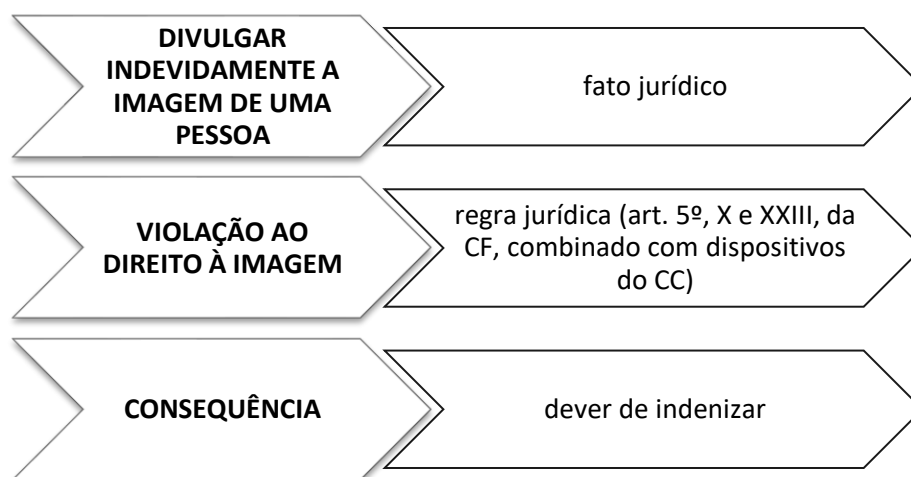 DIVULGAR
INDEVIDAMENTE A
IMAGEM DE UMA
PESSOA
fato jurídico
VIOLAÇÃO AO
DIREITO À IMAGEM
regra jurídica (art. 5º, X e XXIII, da
CF, combinado com dispositivos
do CC)
CONSEQUÊNCIA
dever de indenizar